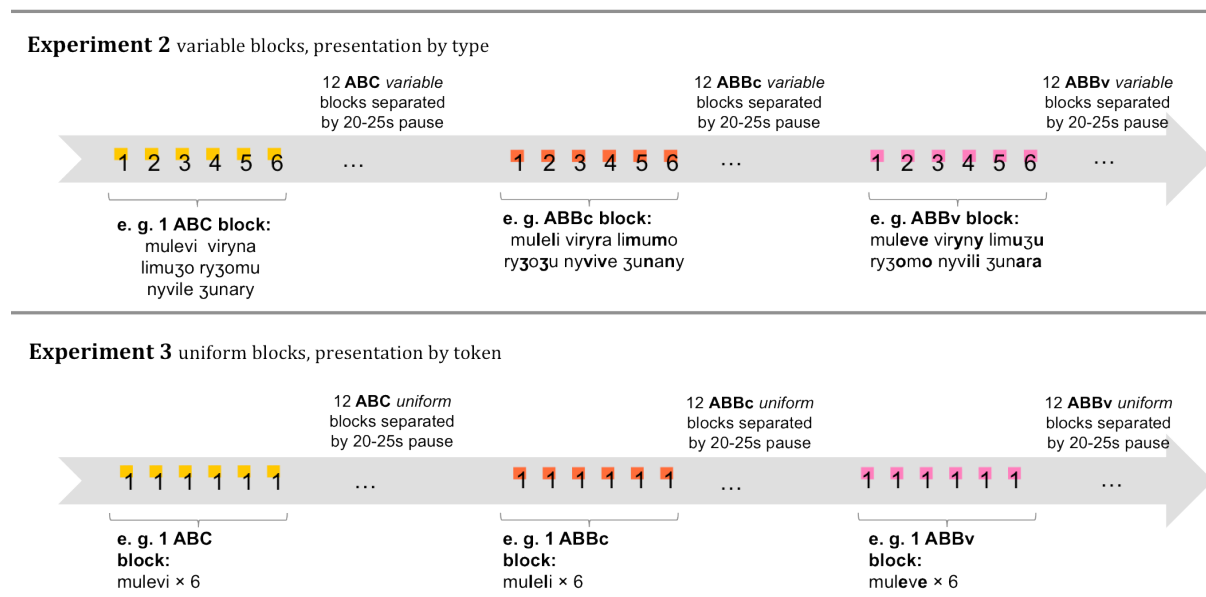 Experiment 2 variable blocks, presentation by type
12 ABC variable
blocks separated
by 20-25s pause
12 ABBc variable
blocks separated
by 20-25s pause
12 ABBv variable
blocks separated
by 20-25s pause
1 2 3 4 5 6 ... 1 2 3 4 5 6 ... 1 2 3 4 5 6 ...
e. g. 1 ABC block:
mulevi viryna
limuʒo ryʒomu
nyvile ʒunary
e. g. ABBc block:
muleli viryra limumo
ryʒoʒu nyvive ʒunany
e. g. ABBv block:
muleve viryny limuʒu
ryʒomo nyvili ʒunara
Experiment 3 uniform blocks, presentation by token
12 ABC uniform
blocks separated
by 20-25s pause
12 ABBc uniform
blocks separated
by 20-25s pause
12 ABBv uniform
blocks separated
by 20-25s pause
1 1 1 1 1 1 ... 1 1 1 1 1 1 ... 1 1 1 1 1 1 ...
e. g. 1 ABC
block:
mulevi × 6
e. g. 1 ABBc
block:
muleli × 6
e. g. 1 ABBv
block:
muleve × 6